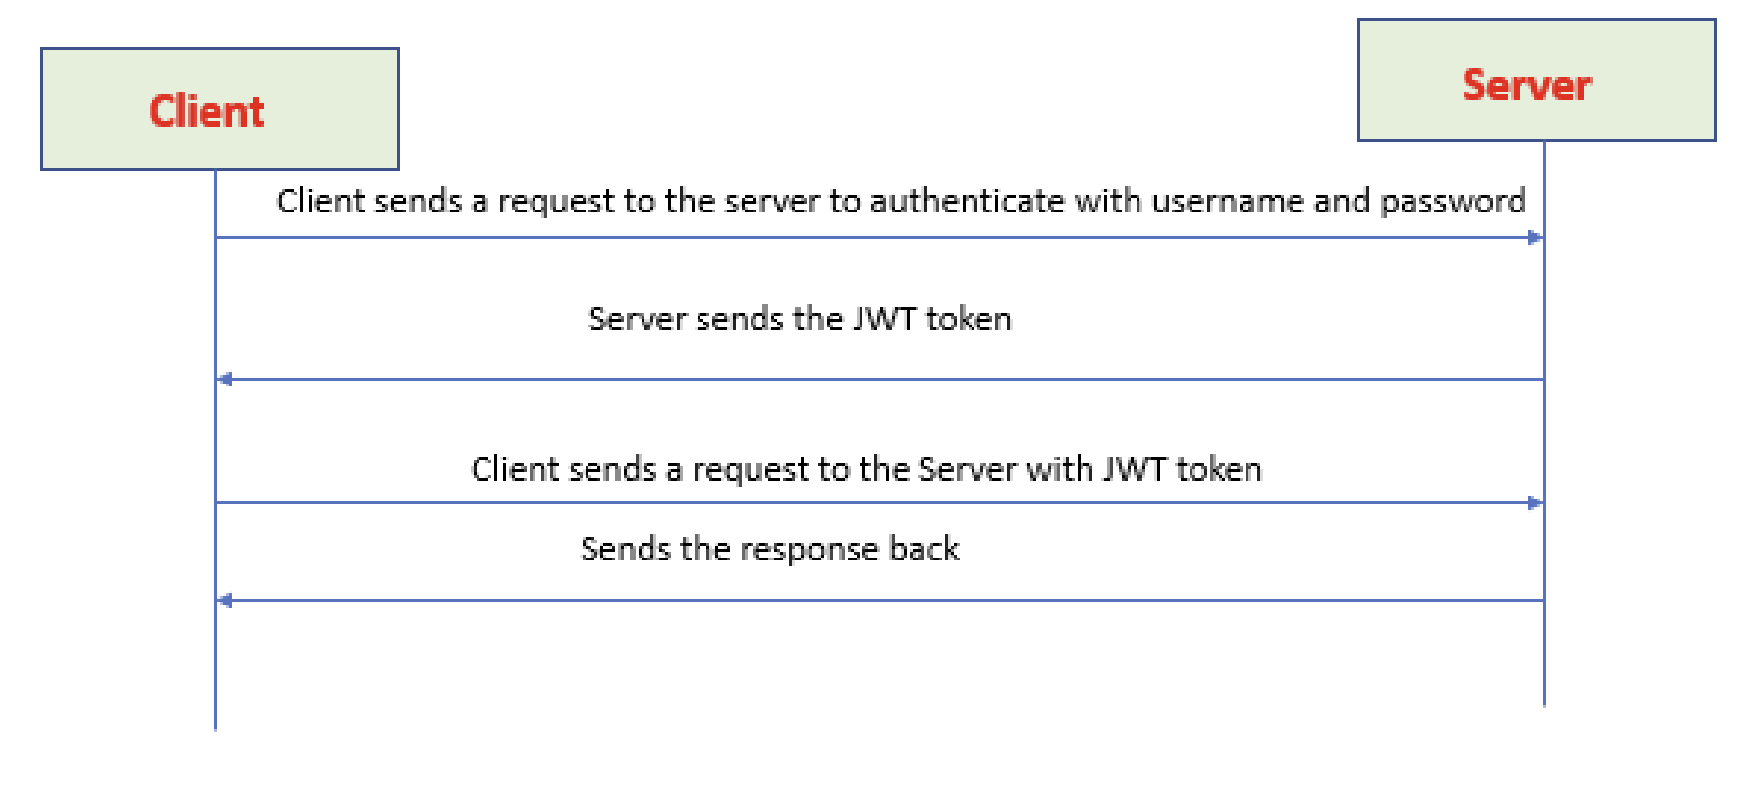 Client
Server
Client sends a request to the server to authenticate with username and password
Server sends the JWT token
Client sends a request to the Server with JWT token
Sends the response back